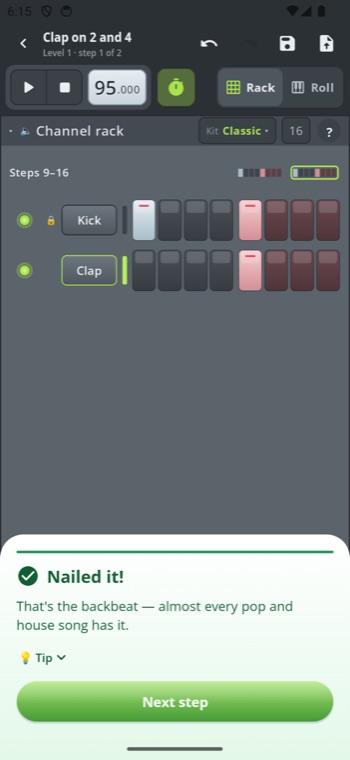 6:15
Clap on 2 and 4
Level 1 · step 1 of 2
95.000
Rack
Roll
Channel rack
Kit Classic
16
?
Steps 9–16
Kick
Clap
Nailed it!
That's the backbeat — almost every pop and
house song has it.
Tip
Next step